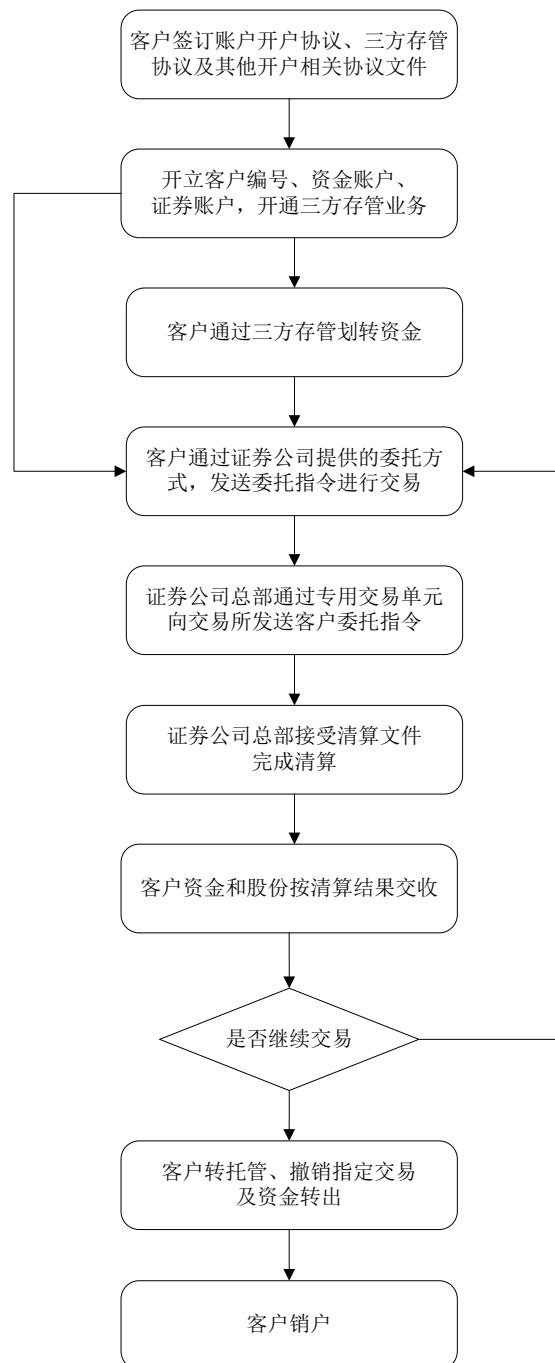 客户签订账户开户协议、三方存管
协议及其他开户相关协议文件
开立客户编号、资金账户、
证券账户，开通三方存管业务
客户通过三方存管划转资金
客户通过证券公司提供的委托方
式，发送委托指令进行交易
证券公司总部通过专用交易单元
向交易所发送客户委托指令
证券公司总部接受清算文件
完成清算
客户资金和股份按清算结果交收
是否继续交易
客户转托管、撤销指定交易
及资金转出
客户销户